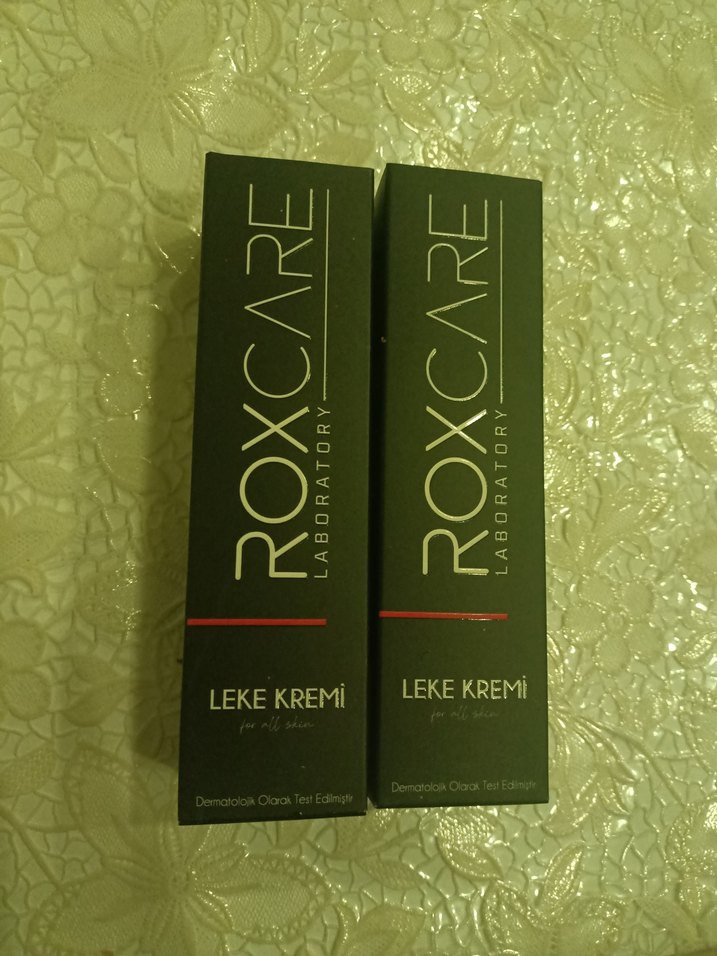 ROXCARE
LABORATORY
LEKE KREMİ
for all skin
Dermatolojik Olarak Test Edilmiştir
ROXCARE
LABORATORY
LEKE KREMİ
for all skin
Dermatolojik Olarak Test Edilmiştir